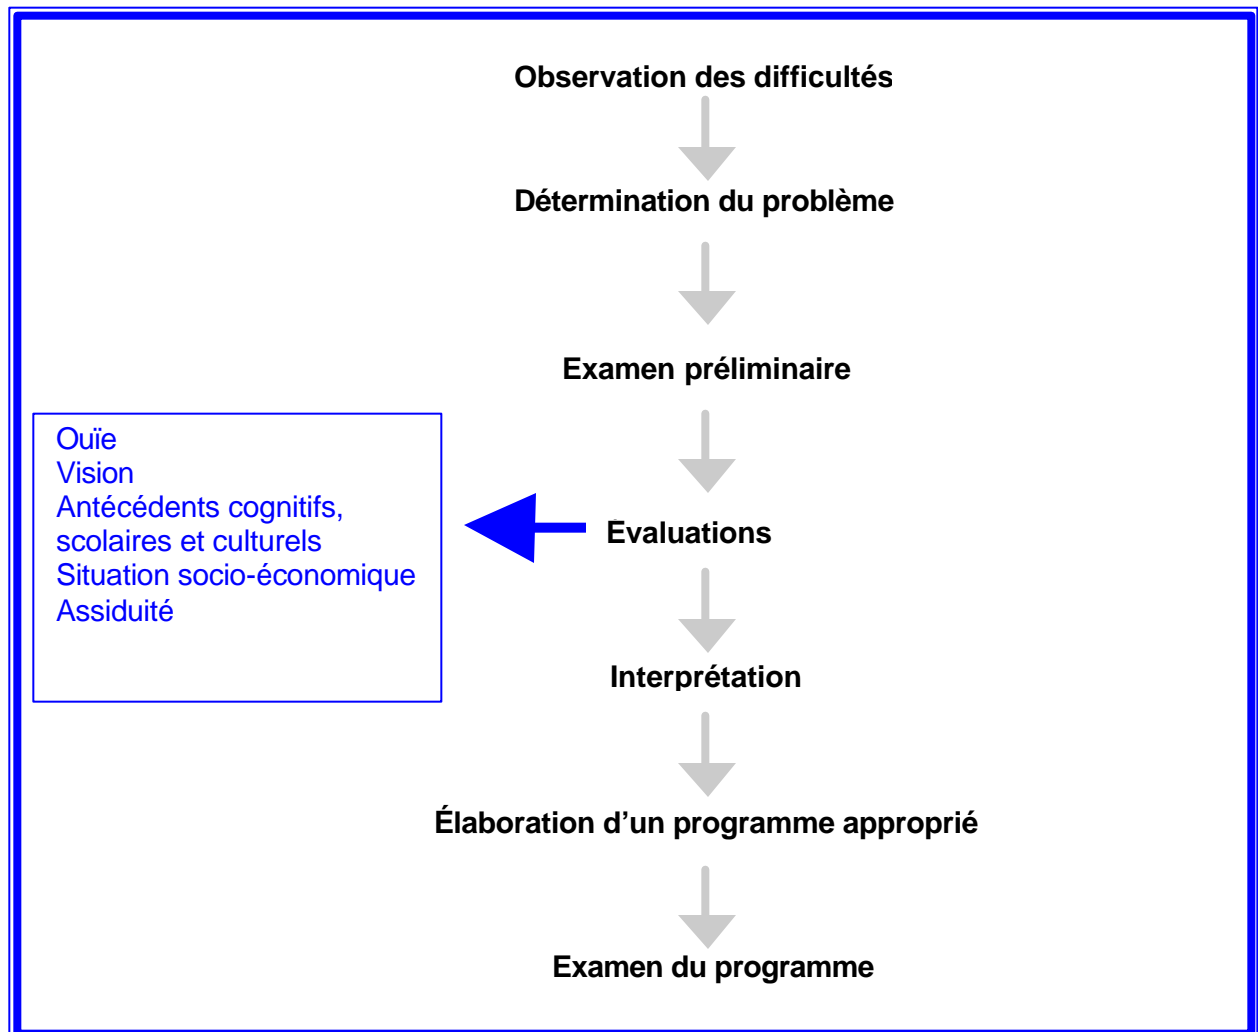 Observation des difficultés
Détermination du problème
Examen préliminaire
Ouïe
Vision
Antécédents cognitifs,
scolaires et culturels
Situation socio-économique
Assiduité
Évaluations
Interprétation
Élaboration d’un programme approprié
Examen du programme